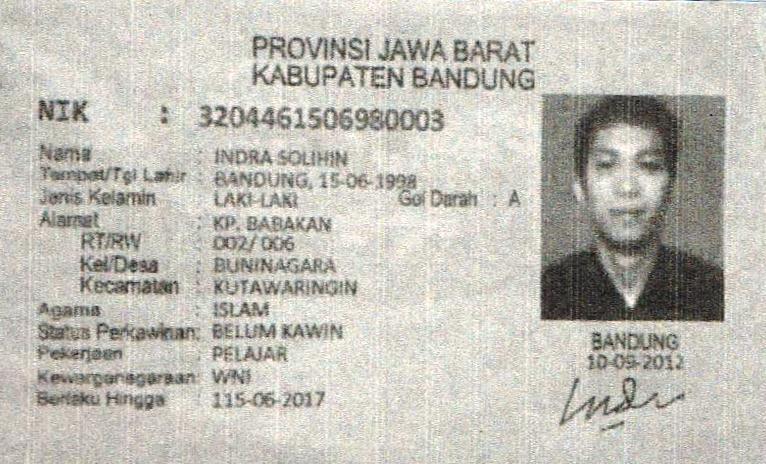 PROVINSI JAWA BARAT
KABUPATEN BANDUNG
NIK : 3204461506980003
Nama : INDRA SOLIHIN
Tempat/Tgl Lahir : BANDUNG, 15-06-1998
Jenis Kelamin : LAKI-LAKI Gol Darah : A
Alamat : KP. BABAKAN
RT/RW : 002/ 006
Kel/Desa : BUNINAGARA
Kecamatan : KUTAWARINGIN
Agama : ISLAM
Status Perkawinan: BELUM KAWIN
Pekerjaan : PELAJAR
Kewarganegaraan: WNI
Berlaku Hingga : 115-06-2017
BANDUNG
10-09-2012